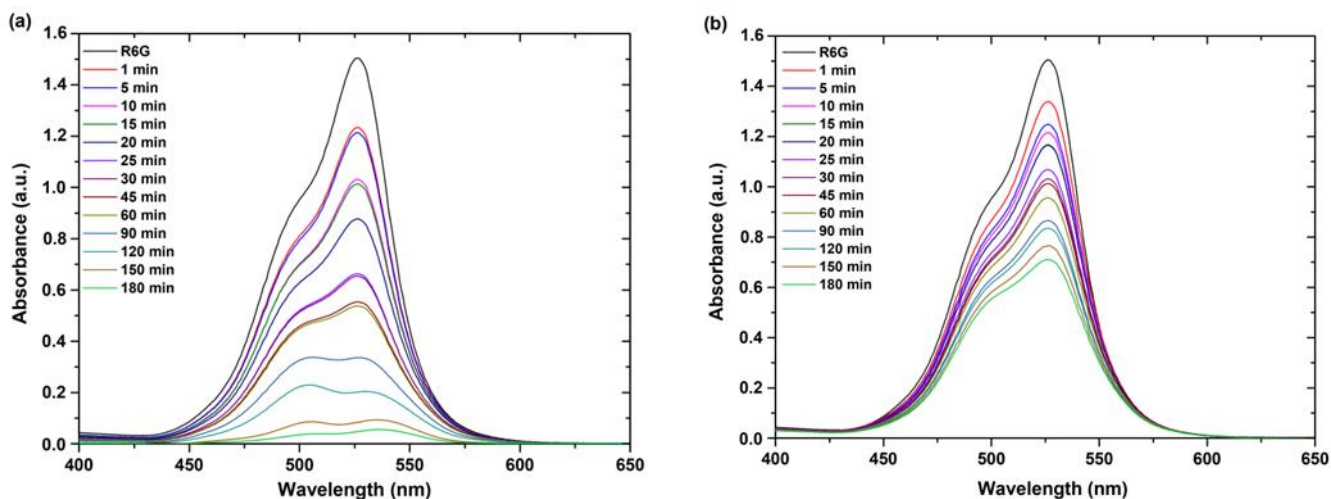 (a)
1.6
1.4
1.2
1.0
0.8
0.6
0.4
0.2
0.0
Absorbance (a.u.)
R6G
1 min
5 min
10 min
15 min
20 min
25 min
30 min
45 min
60 min
90 min
120 min
150 min
180 min
400 450 500 550 600 650
Wavelength (nm)
(b)
1.6
1.4
1.2
1.0
0.8
0.6
0.4
0.2
0.0
Absorbance (a.u.)
R6G
1 min
5 min
10 min
15 min
20 min
25 min
30 min
45 min
60 min
90 min
120 min
150 min
180 min
400 450 500 550 600 650
Wavelength (nm)